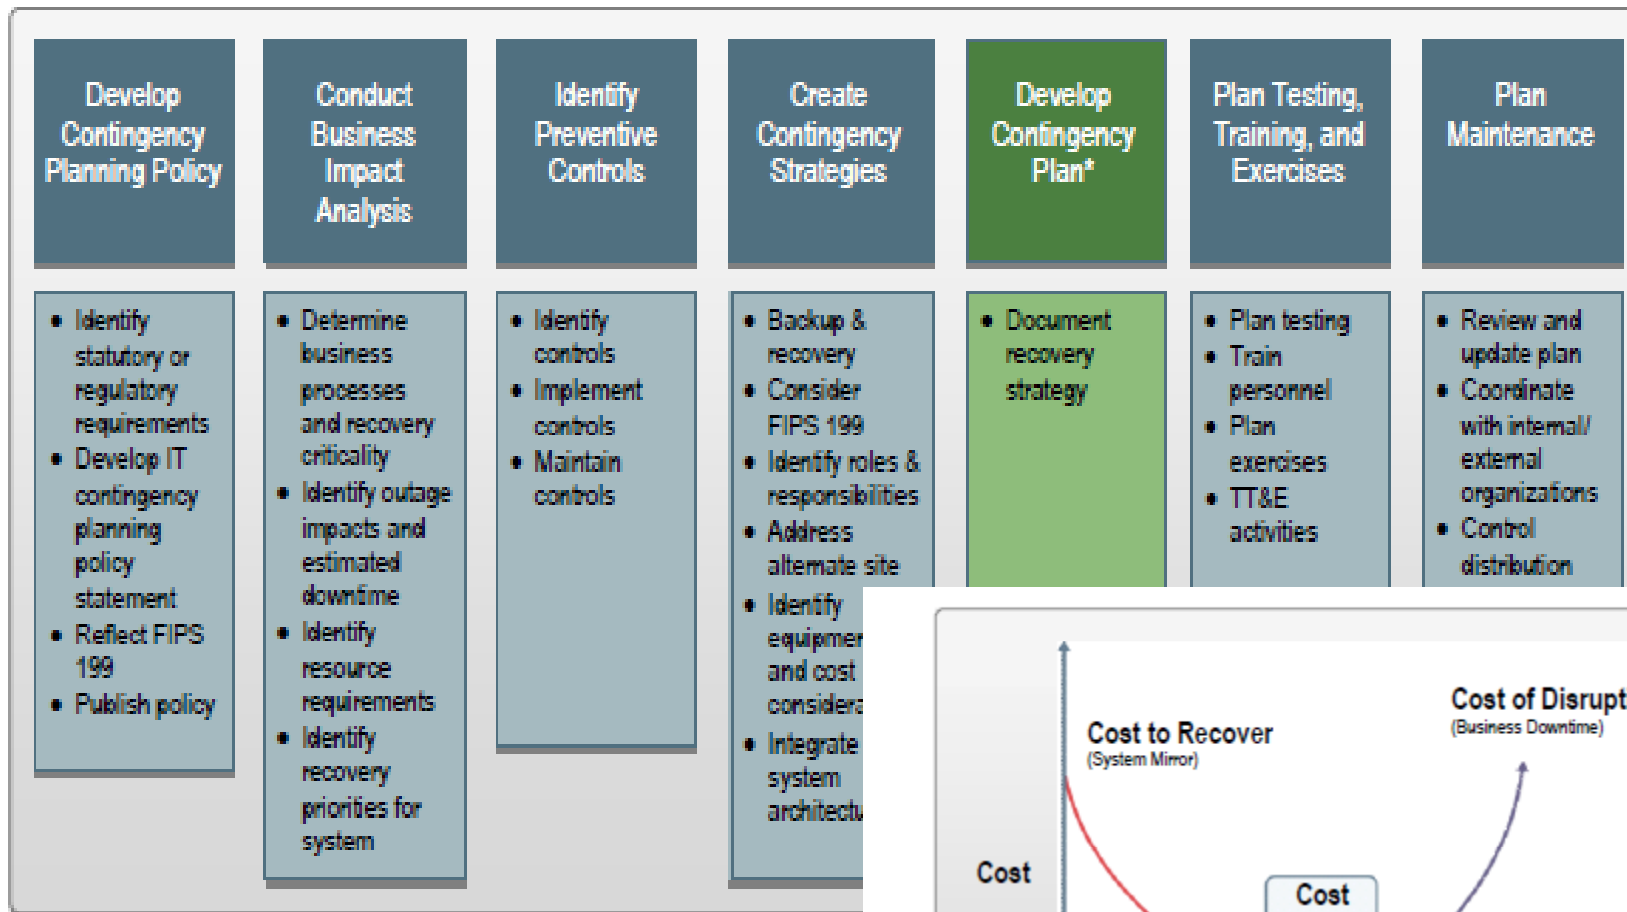 Develop
Contingency
Planning Policy
• Identify
statutory or
regulatory
requirements
• Develop IT
contingency
planning
policy
statement
• Reflect FIPS
199
• Publish policy
Conduct
Business
Impact
Analysis
• Determine
business
processes
and recovery
criticality
• Identify outage
impacts and
estimated
downtime
• Identify
resource
requirements
• Identify
recovery
priorities for
system
Identify
Preventive
Controls
• Identify
controls
• Implement
controls
• Maintain
controls
Create
Contingency
Strategies
• Backup &
recovery
• Consider
FIPS 199
• Identify roles &
responsibilities
• Address
alternate site
• Identify
and cost
• Integrate
system
Develop
Contingency
Plan*
• Document
recovery
strategy
Plan Testing,
Training, and
Exercises
• Plan testing
• Train
personnel
• Plan
exercises
• TT&E
activities
Plan
Maintenance
• Review and
update plan
• Coordinate
with internal/
external
organizations
• Control
distribution
Cost to Recover
(System Mirror)
Cost of Disrupt
(Business Downtime)
Cost
Cost